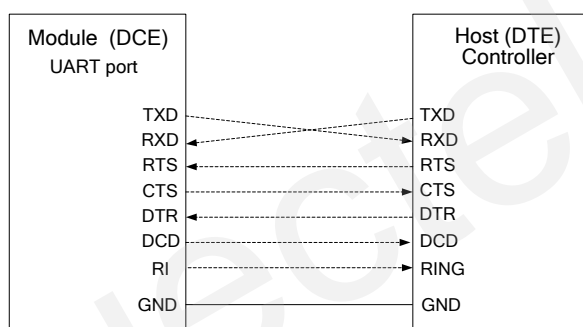 Module (DCE)
UART port
TXD
RXD
RTS
CTS
DTR
DCD
RI
GND
Host (DTE)
Controller
TXD
RXD
RTS
CTS
DTR
DCD
RING
GND